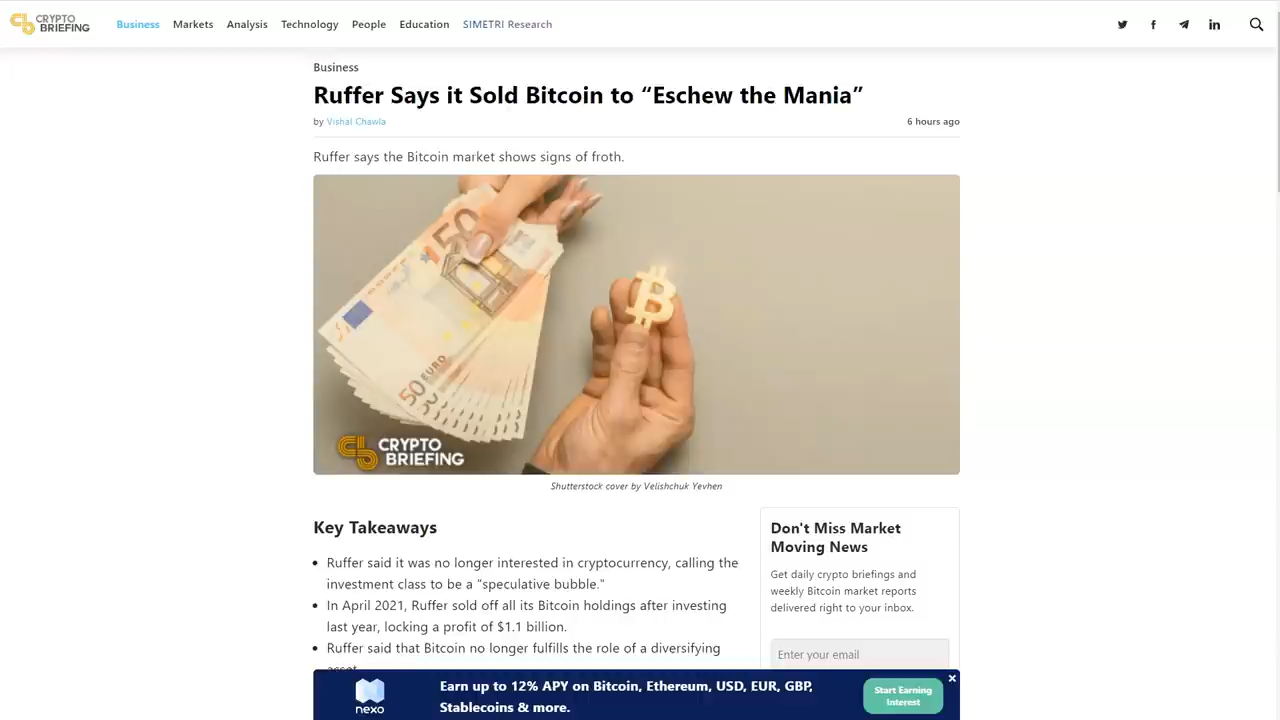 CRYPTO
BRIEFING
Business Markets Analysis Technology People Education SIMETRI Research
Business
Ruffer Says it Sold Bitcoin to “Eschew the Mania”
by Vishal Chawla
6 hours ago
Ruffer says the Bitcoin market shows signs of froth.
50
50 EURO
CRYPTO
BRIEFING
Shutterstock cover by Velishchuk Yevhen
Key Takeaways
Ruffer said it was no longer interested in cryptocurrency, calling the
investment class to be a "speculative bubble."
In April 2021, Ruffer sold off all its Bitcoin holdings after investing
last year, locking a profit of $1.1 billion.
Ruffer said that Bitcoin no longer fulfills the role of a diversifying
asset.
Don't Miss Market
Moving News
Get daily crypto briefings and
weekly Bitcoin market reports
delivered right to your inbox.
Enter your email
nexo
Earn up to 12% APY on Bitcoin, Ethereum, USD, EUR, GBP,
Stablecoins & more.
Start Earning
Interest